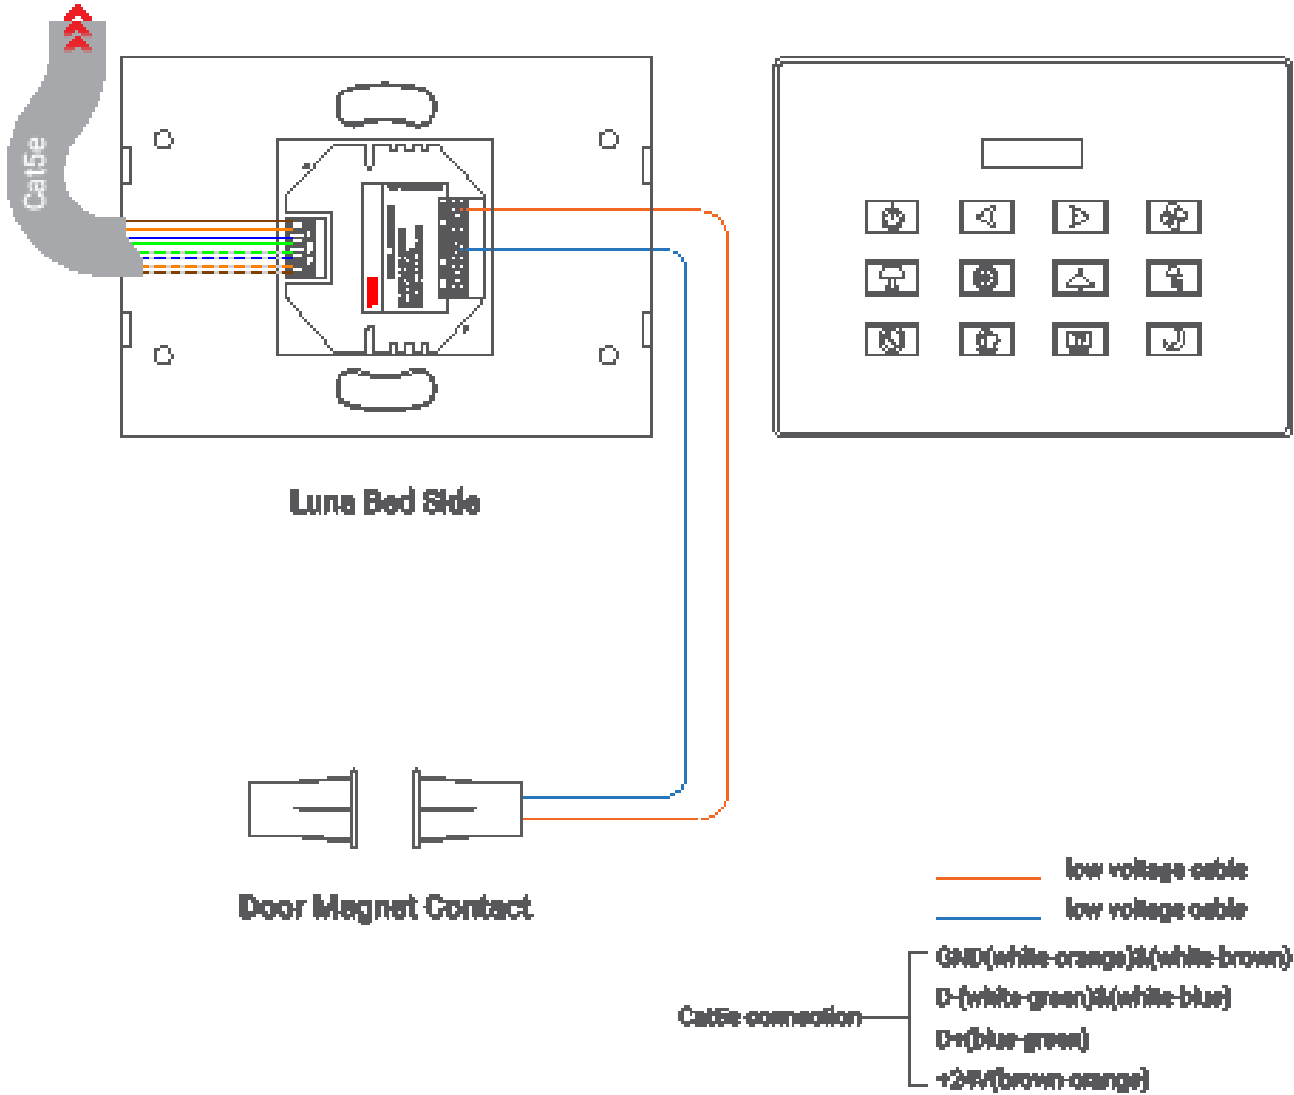 Cat5e
Luna Bed Side
Door Magnet Contact
low voltage cable
low voltage cable
GND(white-orange)&(white-brown)
D-(white-green)&(white-blue)
Cat5e connection
D+(blue-green)
+24V(brown-orange)